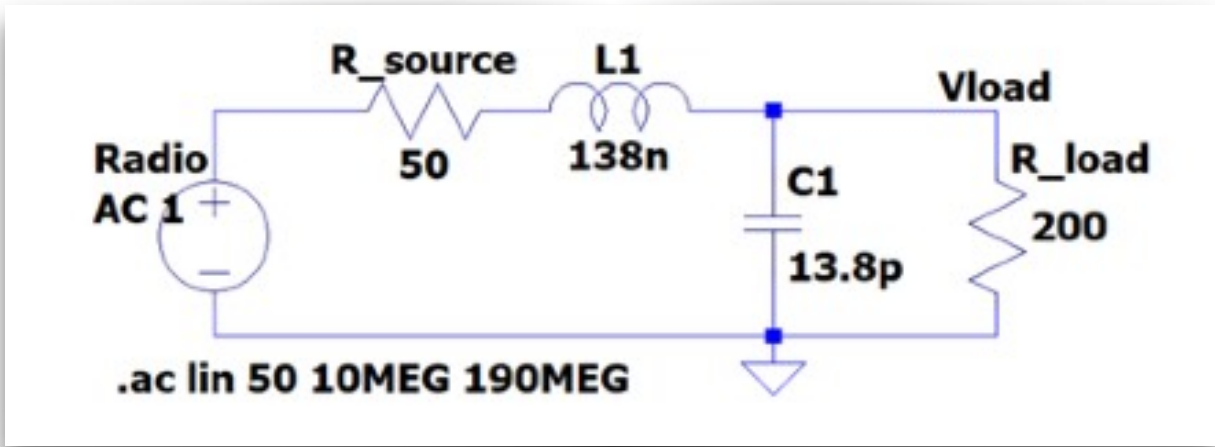 R_source
L1
Vload
Radio
50
138n
R_load
AC 1
C1
200
13.8p
.ac lin 50 10MEG 190MEG